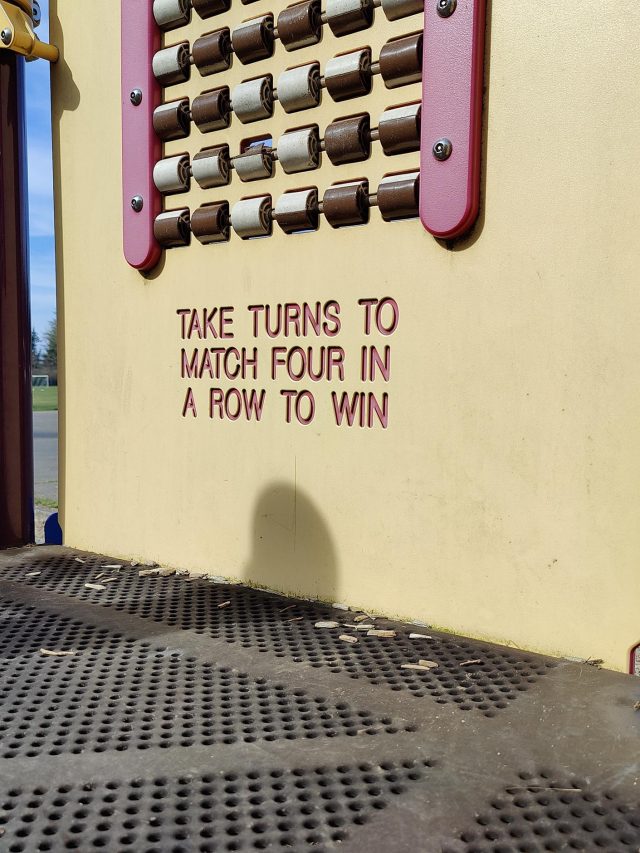 TAKE TURNS TO
MATCH FOUR IN
A ROW TO WIN